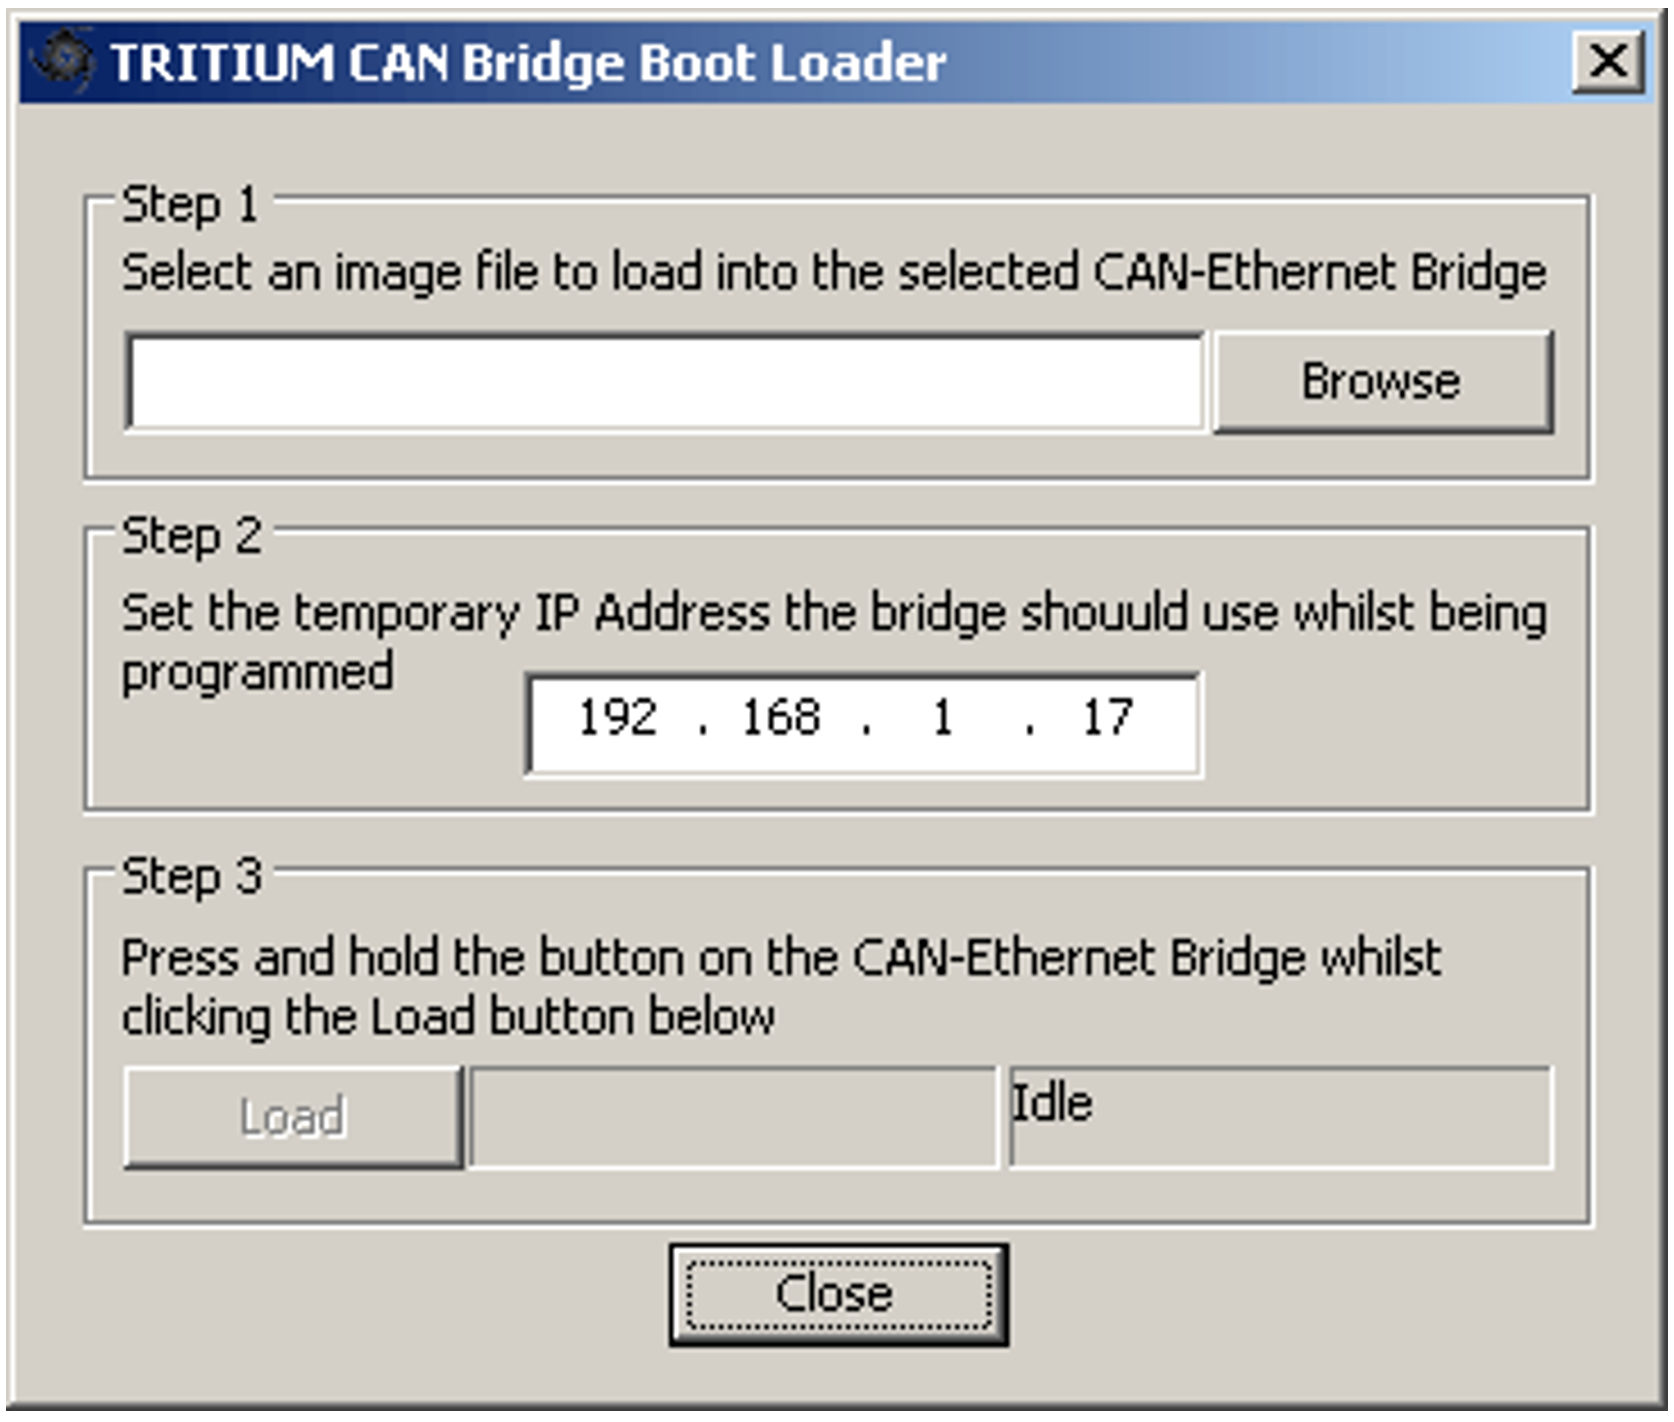 TRITIUM CAN Bridge Boot Loader
Step 1
Select an image file to load into the selected CAN-Ethernet Bridge
Browse
Step 2
Set the temporary IP Address the bridge shouuld use whilst being
programmed
192 . 168 . 1 . 17
Step 3
Press and hold the button on the CAN-Ethernet Bridge whilst
clicking the Load button below
Load Idle
Close